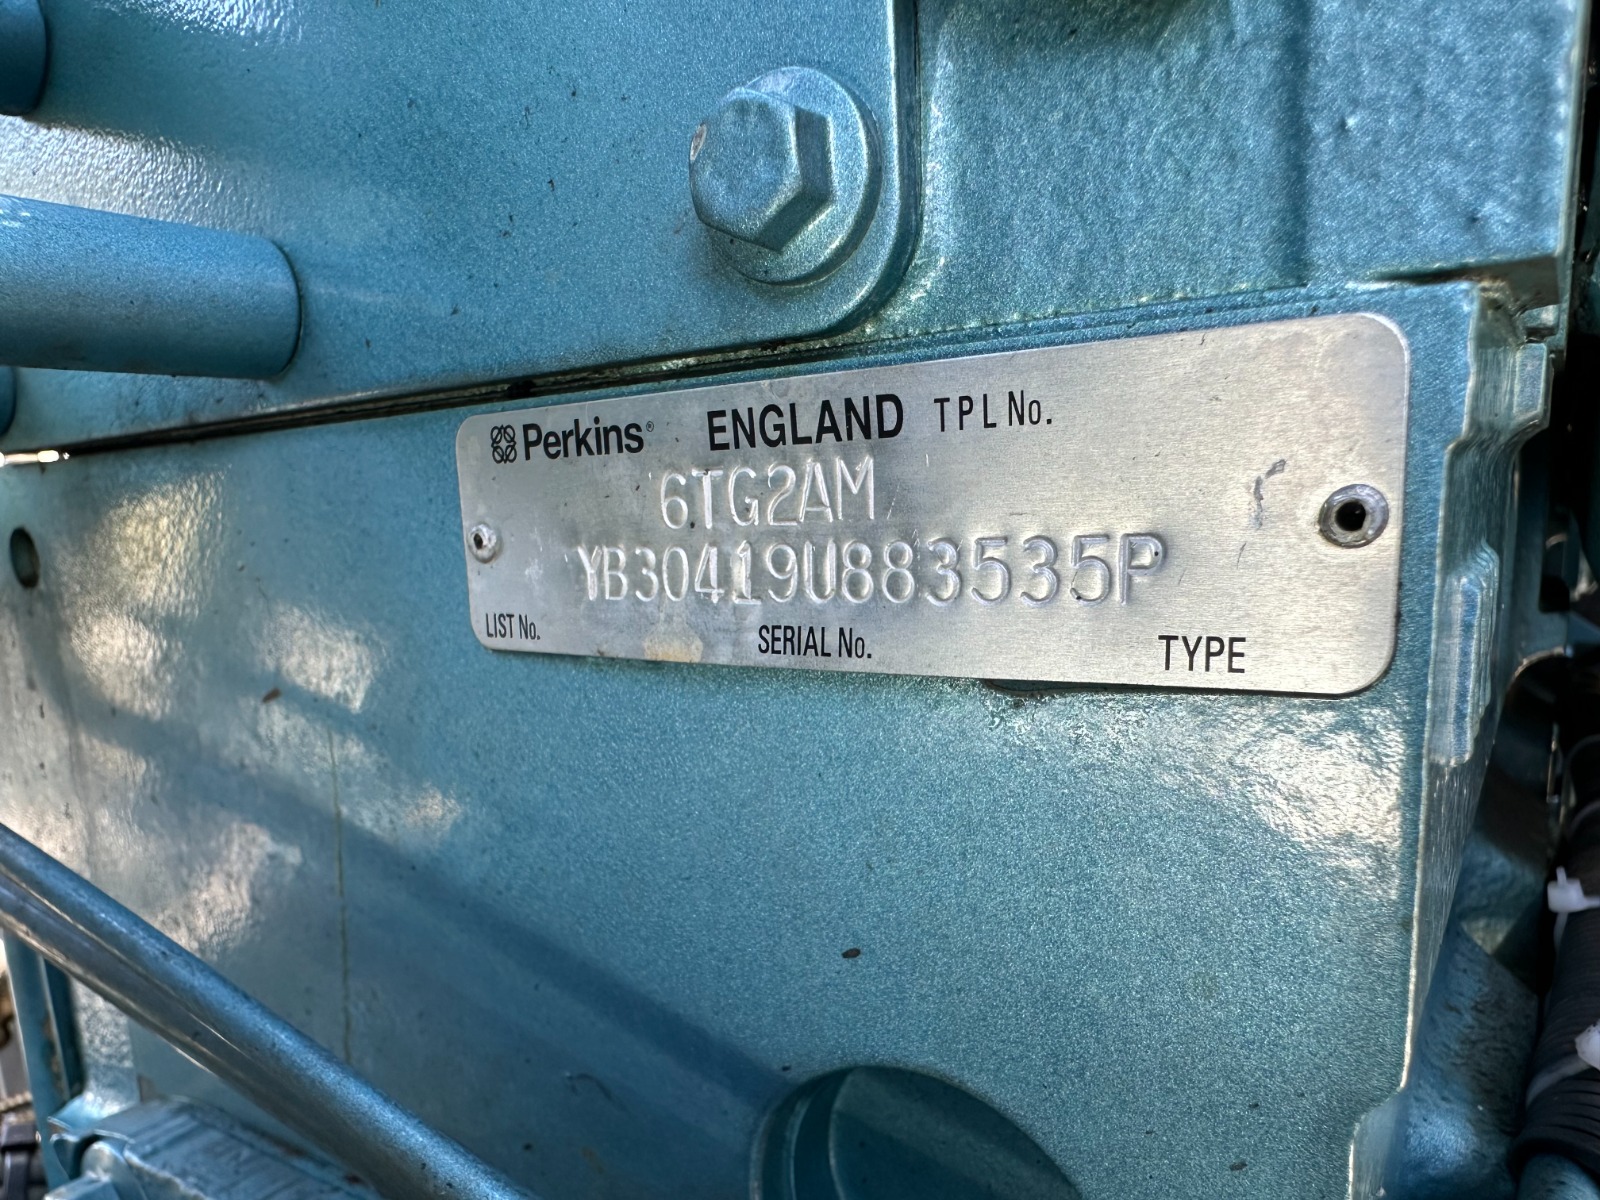 Perkins® ENGLAND TPL No.
6TG2AM
YB30419U883535P
LIST No. SERIAL No. TYPE